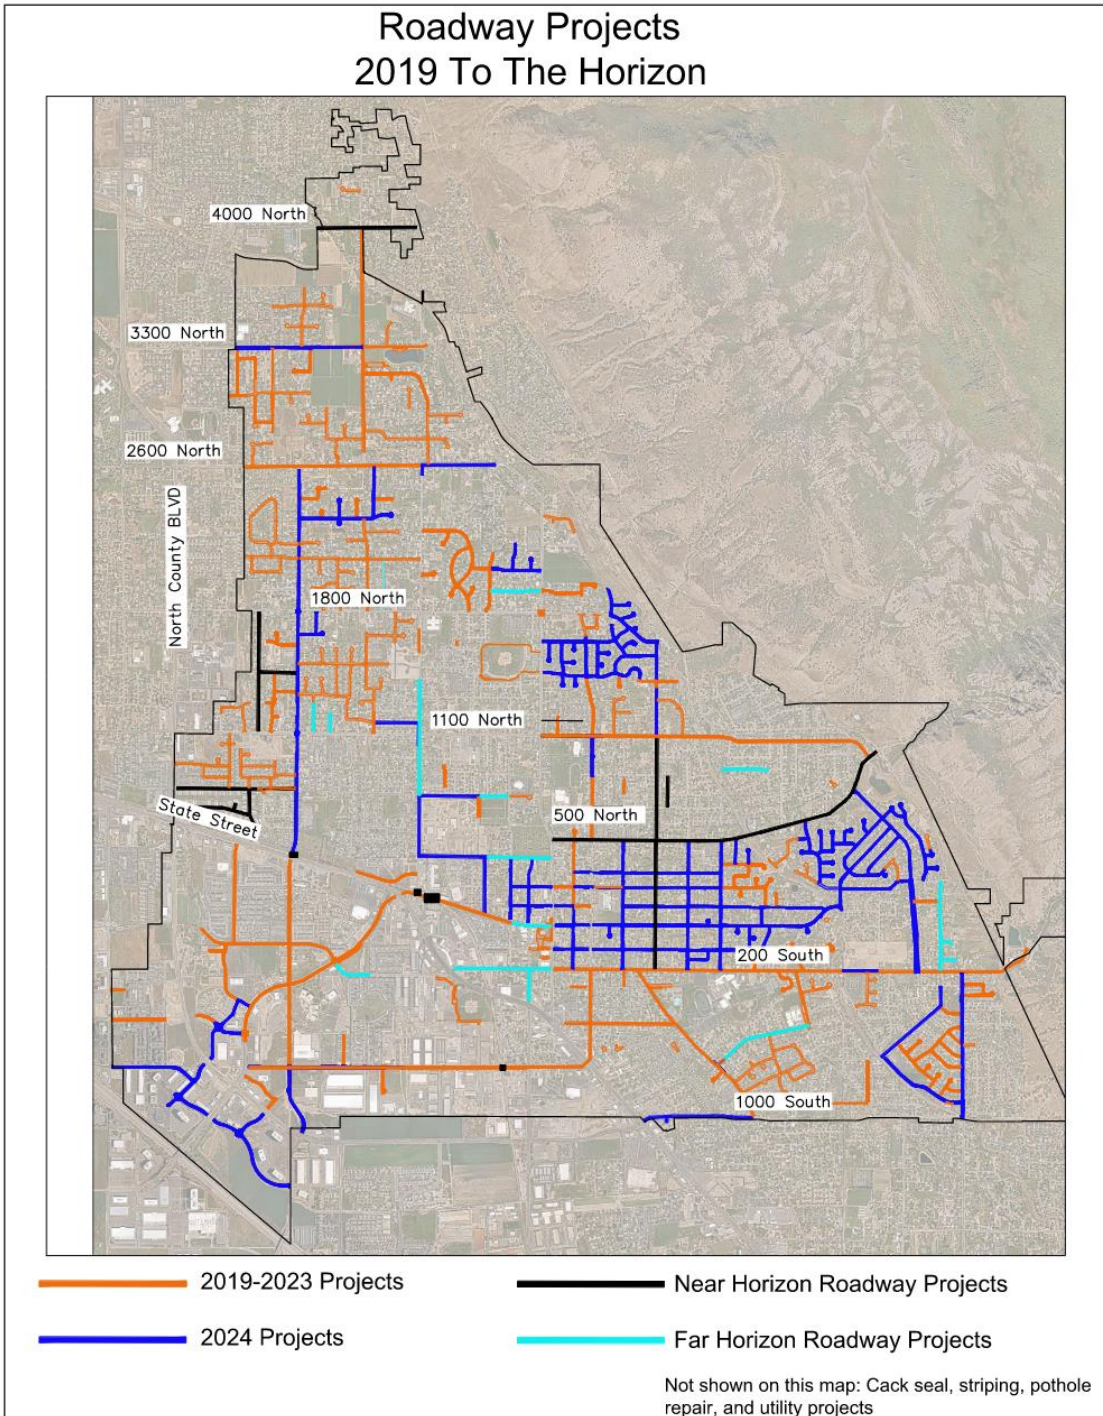 Roadway Projects
2019 To The Horizon
4000 North
3300 North
2600 North
North County BLVD
1800 North
1100 North
500 North
State Street
200 South
1000 South
2019-2023 Projects
Near Horizon Roadway Projects
2024 Projects
Far Horizon Roadway Projects
Not shown on this map: Cack seal, striping, pothole
repair, and utility projects